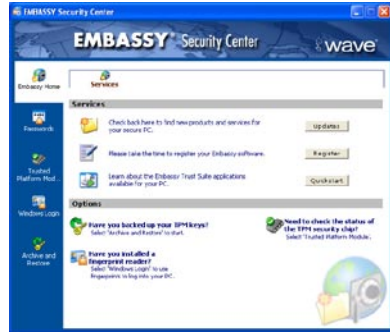 EMBASSY Security Center
EMBASSY Security Center
wave
Embassy Home
Passwords
Trusted
Platform Mod...
Windows Login
Archive and
Restore
Services
Services
Check back here to find new products and services for
your secure PC.
Updates
Please take the time to register your Embassy software.
Register
Learn about the Embassy Trust Suite applications
available for your PC.
Quickstart
Options
Have you backed up your TPM keys?
Select 'Archive and Restore' to start.
Need to check the status of
the TPM security chip?
Select 'Trusted Platform Module'.
Have you installed a
fingerprint reader?
Select 'Windows Login' to use
fingerprints to log into your PC.